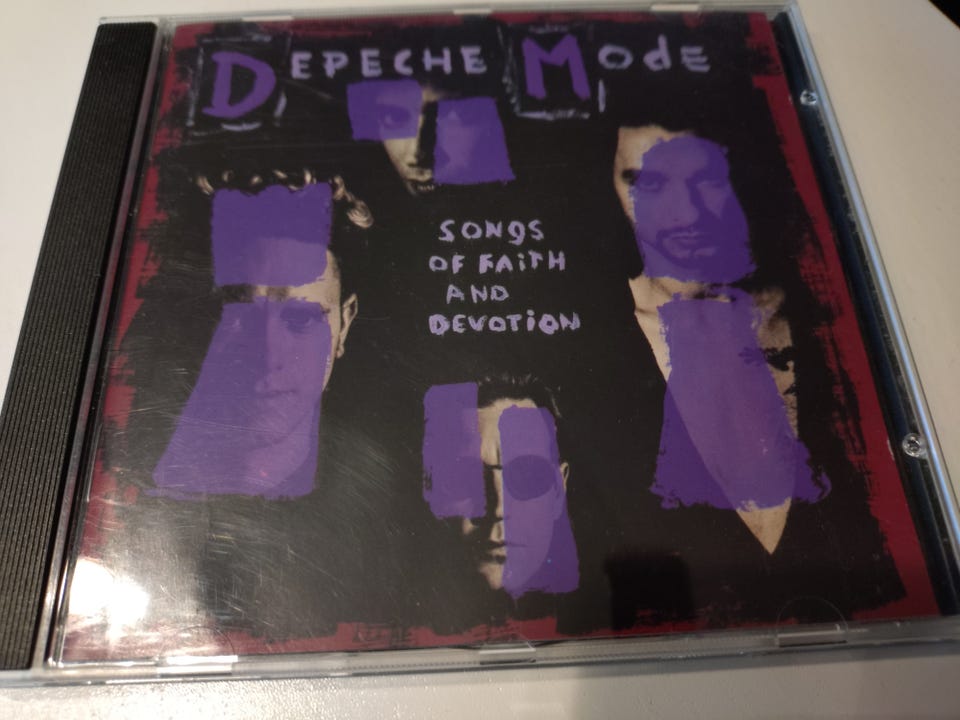 DEPECHE MODE
SONGS
OF FAiTH
AND
DEVOTiON